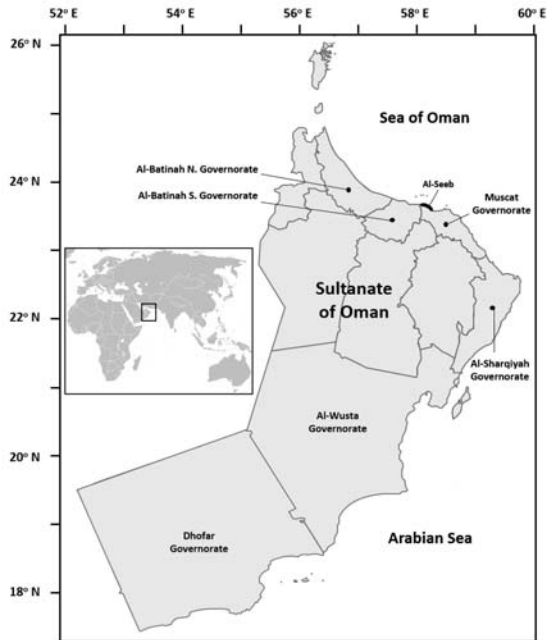 52° E
54° E
56° E
58° E
60° E
26° N
24° N
22° N
20° N
18° N
Sea of Oman
Al-Batinah N. Governorate
Al-Batinah S. Governorate
Al-Seeb
Muscat
Governorate
Sultanate
of Oman
Al-Sharqiyah
Governorate
Al-Wusta
Governorate
Dhofar
Governorate
Arabian Sea